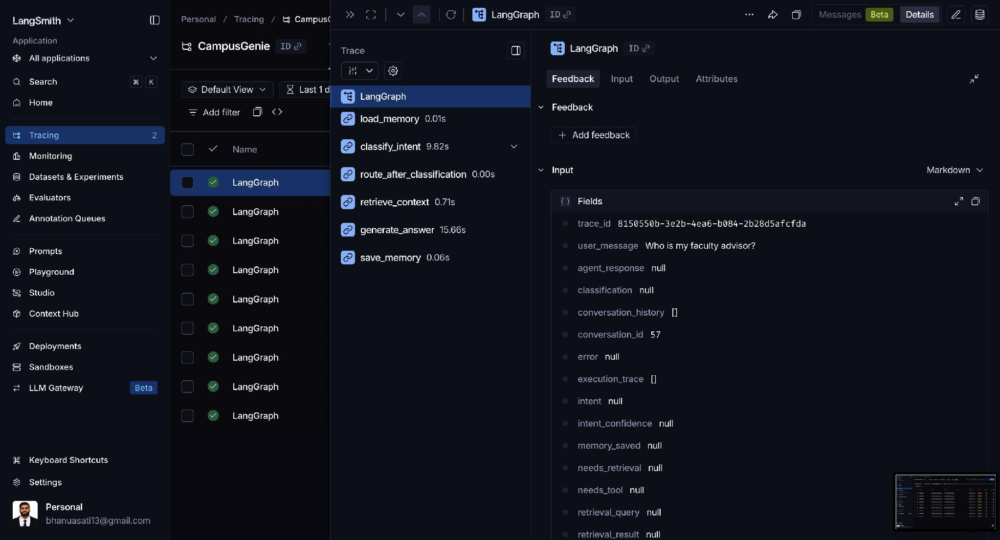 LangSmith
Application
All applications
Search ⌘ K
Home
Tracing 2
Monitoring
Datasets & Experiments
Evaluators
Annotation Queues
Prompts
Playground
Studio
Context Hub
Deployments
Sandboxes
LLM Gateway Beta
Keyboard Shortcuts
Settings
Personal
bhanuasati13@gmail.com
Personal / Tracing / CampusG
CampusGenie ID
Default View Last 1 d
Add filter
Name
LangGraph
LangGraph
LangGraph
LangGraph
LangGraph
LangGraph
LangGraph
LangGraph
LangGraph
LangGraph ID
Messages Beta Details
Trace
LangGraph
load_memory 0.01s
classify_intent 9.82s
route_after_classification 0.00s
retrieve_context 0.71s
generate_answer 15.66s
save_memory 0.06s
LangGraph ID
Feedback Input Output Attributes
Feedback
+ Add feedback
Input Markdown
{} Fields
trace_id 8150550b-3e2b-4ea6-b084-2b28d5afcfda
user_message Who is my faculty advisor?
agent_response null
classification null
conversation_history []
conversation_id 57
error null
execution_trace []
intent null
intent_confidence null
memory_saved null
needs_retrieval null
needs_tool null
retrieval_query null
retrieval_result null